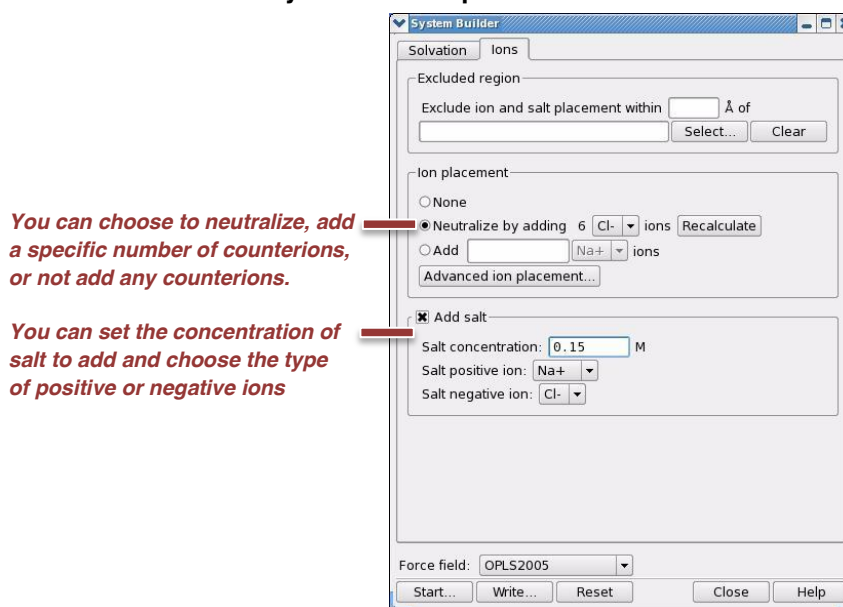 System Builder
Solvation Ions
Excluded region
Exclude ion and salt placement within Å of
Select... Clear
You can choose to neutralize, add
a specific number of counterions,
or not add any counterions.
You can set the concentration of
salt to add and choose the type
of positive or negative ions
Ion placement
None
Neutralize by adding 6 Cl- ions Recalculate
Add Na+ ions
Advanced ion placement...
Add salt
Salt concentration: 0.15 M
Salt positive ion: Na+
Salt negative ion: Cl-
Force field: OPLS2005
Start... Write... Reset Close Help